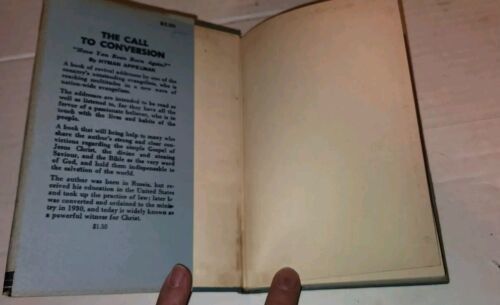 $1.50
THE CALL
TO CONVERSION
"Have You Been Born Again?"
By HYMAN APPELMAN
A book of revival addresses by one of the
country's outstanding evangelists, who is
reaching multitudes in a new wave of
nation-wide evangelism.
The addresses are intended to be read as
well as listened to, for they have all the
fervor of a passionate believer, who is in
touch with the lives and habits of the
people.
A book that will bring help to many who
share the author's strong and clear con-
victions regarding the simple Gospel of
Jesus Christ, the divine and atoning
Saviour, and the Bible as the very word
of God, and hold them indispensable to
the salvation of the world.
The author was born in Russia, but re-
ceived his education in the United States
and took up the practice of law; later he
was converted and ordained to the minis-
try in 1930, and today is widely known as
a powerful witness for Christ.
$1.50